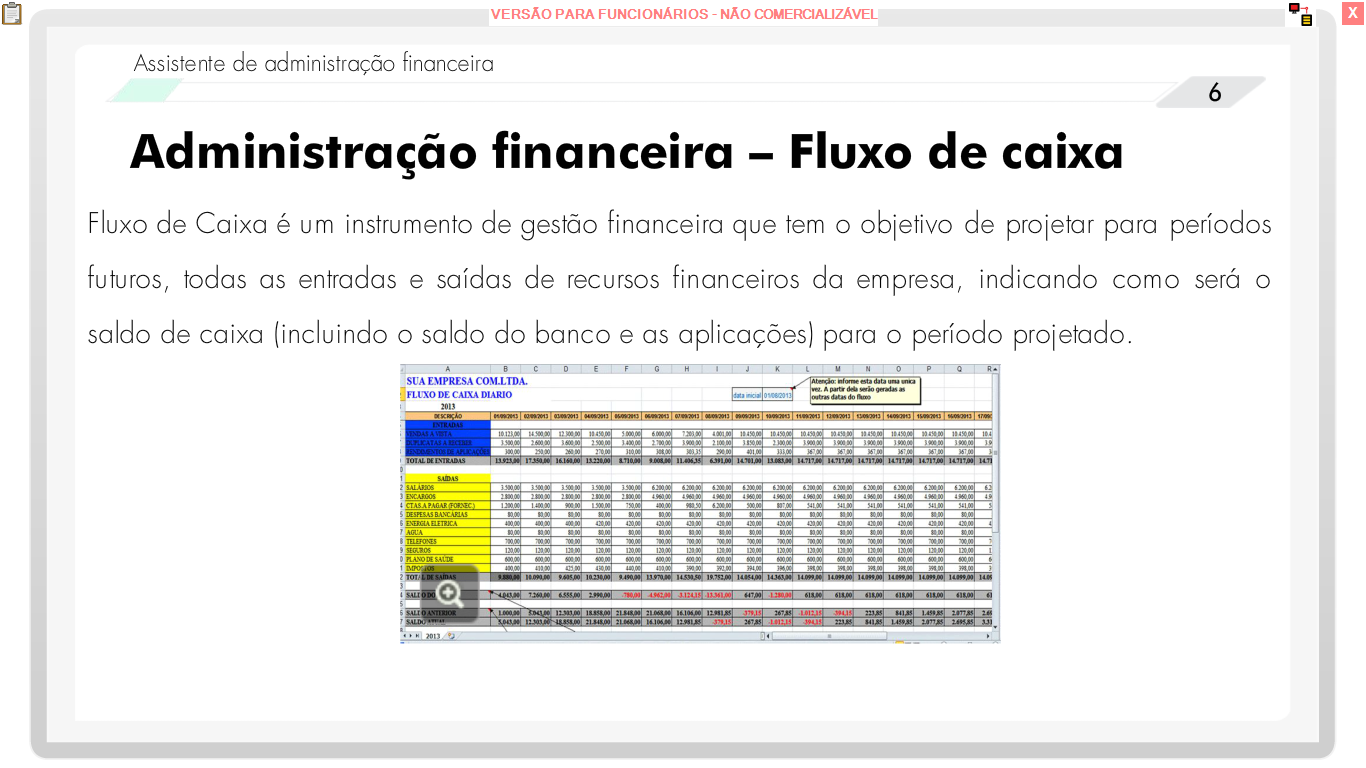 VERSÃO PARA FUNCIONÁRIOS - NÃO COMERCIALIZÁVEL
X
Assistente de administração financeira
6
Administração financeira – Fluxo de caixa
Fluxo de Caixa é um instrumento de gestão financeira que tem o objetivo de projetar para períodos
futuros, todas as entradas e saídas de recursos financeiros da empresa, indicando como será o
saldo de caixa (incluindo o saldo do banco e as aplicações) para o período projetado.
A B C D E F G H I J K L M N O P Q R
SUA EMPRESA COM.LTDA.
Atenção: informe esta data uma unica
vez. A partir dela serão geradas as
outras datas do fluxo
FLUXO DE CAIXA DIARIO
data inicial 01/08/2013
2013
DESCRIÇÃO 01/09/2013 02/09/2013 03/09/2013 04/09/2013 05/09/2013 06/09/2013 07/09/2013 08/09/2013 09/09/2013 10/09/2013 11/09/2013 12/09/2013 13/09/2013 14/09/2013 15/09/2013 16/09/2013
ENTRADAS
VENDAS A VISTA 10.123,00 14.500,00 12.300,00 10.450,00 5.000,00 6.000,00 7.203,00 4.001,00 10.450,00 10.450,00 10.450,00 10.450,00 10.450,00 10.450,00 10.450,00
DUPLICATAS A RECEBER 3.500,00 2.600,00 3.600,00 2.500,00 3.400,00 2.700,00 3.900,00 2.100,00 3.850,00 2.300,00 3.900,00 3.900,00 3.900,00 3.900,00 3.900,00 3.900,00
RENDIMENTOS DE APLICAÇÕES 300,00 250,00 260,00 270,00 310,00 308,00 303,35 290,00 401,00 333,00 367,00 367,00 367,00 367,00 367,00 367,00
TOTAL DE ENTRADAS 13.923,00 17.350,00 16.160,00 13.220,00 8.710,00 9.008,00 11.406,35 6.391,00 14.701,00 13.083,00 14.717,00 14.717,00 14.717,00 14.717,00 14.717,00 14.717,00
SAÍDAS
SALÁRIOS 3.500,00 3.500,00 3.500,00 3.500,00 3.500,00 6.200,00 6.200,00 6.200,00 6.200,00 6.200,00 6.200,00 6.200,00 6.200,00 6.200,00 6.200,00 6.200,00
ENCARGOS 2.800,00 2.800,00 2.800,00 2.800,00 2.800,00 4.960,00 4.960,00 4.960,00 4.960,00 4.960,00 4.960,00 4.960,00 4.960,00 4.960,00 4.960,00 4.960,00
CTAS.A PAGAR (FORNEC.) 1.200,00 1.400,00 900,00 1.500,00 750,00 400,00 980,50 6.200,00 500,00 807,00 541,00 541,00 541,00 541,00 541,00 541,00
DESPESAS BANCÁRIAS 80,00 80,00 80,00 80,00 80,00 80,00 80,00 80,00 80,00 80,00 80,00 80,00 80,00 80,00 80,00
ENERGIA ELETRICA 400,00 400,00 400,00 420,00 420,00 420,00 420,00 420,00 420,00 420,00 420,00 420,00 420,00 420,00 420,00 420,00
AGUA 80,00 80,00 80,00 80,00 80,00 80,00 80,00 80,00 80,00 80,00 80,00 80,00 80,00 80,00 80,00 80,00
TELEFONES 700,00 700,00 700,00 700,00 700,00 700,00 700,00 700,00 700,00 700,00 700,00 700,00 700,00 700,00 700,00 700,00
SEGUROS 120,00 120,00 120,00 120,00 120,00 120,00 120,00 120,00 120,00 120,00 120,00 120,00 120,00 120,00 120,00 120,00
PLANO DE SAÚDE 600,00 600,00 600,00 600,00 600,00 600,00 600,00 600,00 600,00 600,00 600,00 600,00 600,00 600,00 600,00 600,00
IMPOSTOS 400,00 410,00 425,00 430,00 440,00 410,00 390,00 392,00 394,00 396,00 398,00 398,00 398,00 398,00 398,00 398,00
TOTAL DE SAÍDAS 9.880,00 10.090,00 9.605,00 10.230,00 9.490,00 13.970,00 14.530,50 19.752,00 14.054,00 14.363,00 14.099,00 14.099,00 14.099,00 14.099,00 14.099,00 14.099,00
SALDO DO 4.043,00 7.260,00 6.555,00 2.990,00 -780,00 -4.962,00 -3.124,15 -13.361,00 647,00 -1.280,00 618,00 618,00 618,00 618,00 618,00 618,00
SALDO ANTERIOR 1.000,00 5.043,00 12.303,00 18.858,00 21.848,00 21.068,00 16.106,00 12.981,85 -379,15 267,85 -1.012,15 -394,15 223,85 841,85 1.459,85 2.077,85
SALDO ATUAL 5.043,00 12.303,00 18.858,00 21.848,00 21.068,00 16.106,00 12.981,85 -379,15 267,85 -1.012,15 -394,15 223,85 841,85 1.459,85 2.077,85 2.695,85
2013